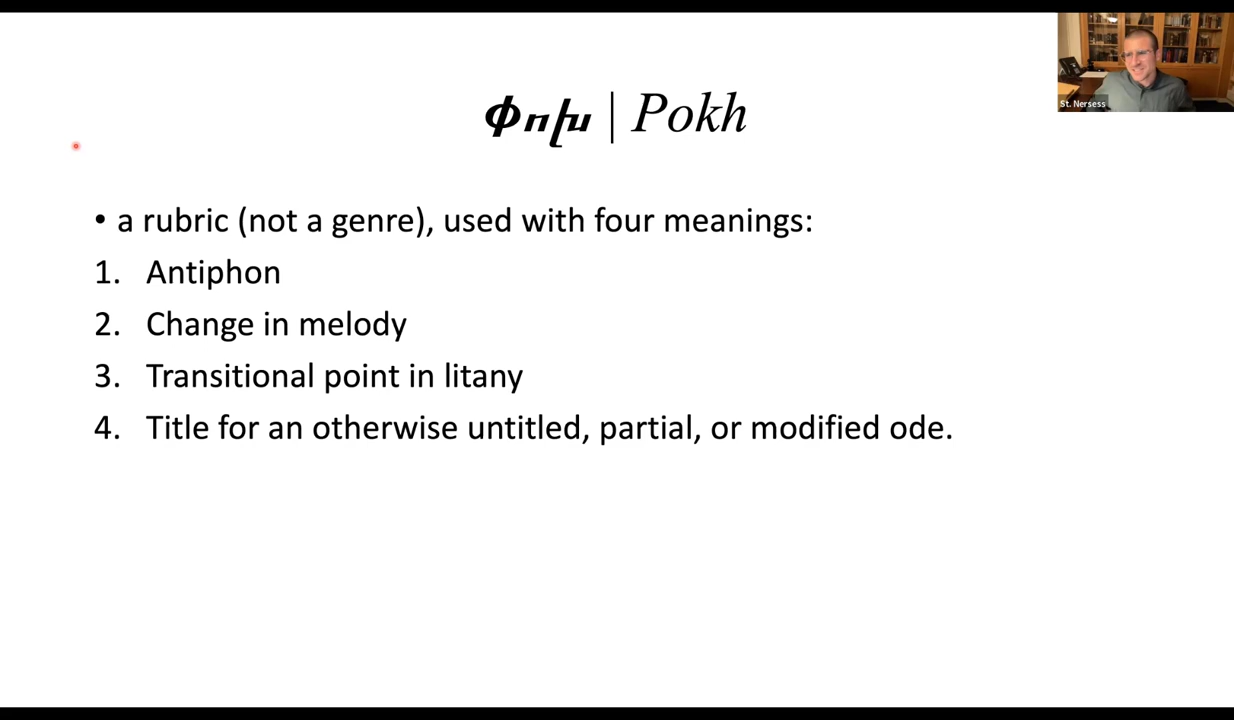 St. Nersess
Փոխ | Pokh
• a rubric (not a genre), used with four meanings:
1. Antiphon
2. Change in melody
3. Transitional point in litany
4. Title for an otherwise untitled, partial, or modified ode.